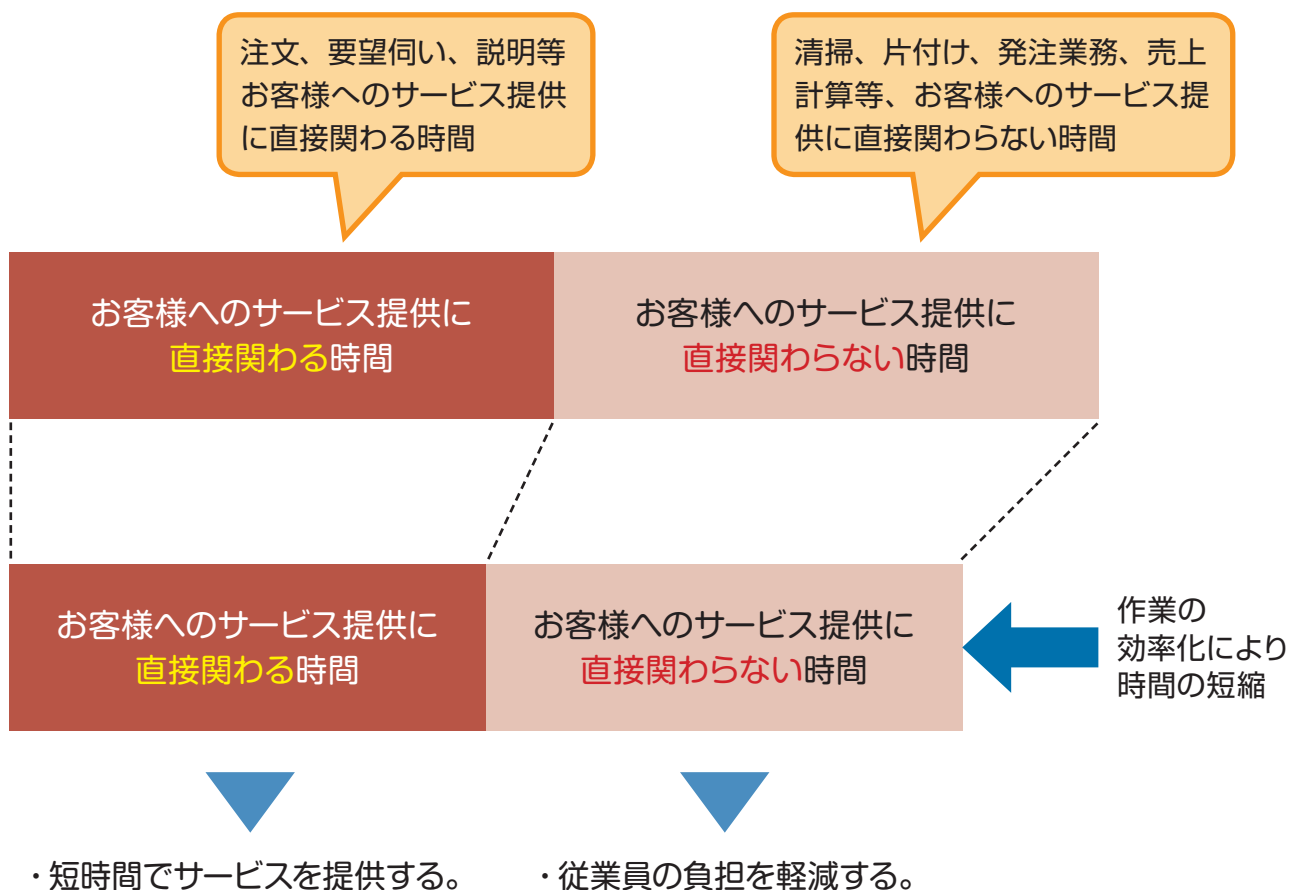 注文、要望伺い、説明等
お客様へのサービス提供
に直接関わる時間
清掃、片付け、発注業務、売上
計算等、お客様へのサービス提
供に直接関わらない時間
お客様へのサービス提供に
直接関わる時間
お客様へのサービス提供に
直接関わらない時間
お客様へのサービス提供に
直接関わる時間
お客様へのサービス提供に
直接関わらない時間
作業の
効率化により
時間の短縮
・短時間でサービスを提供する。
・従業員の負担を軽減する。